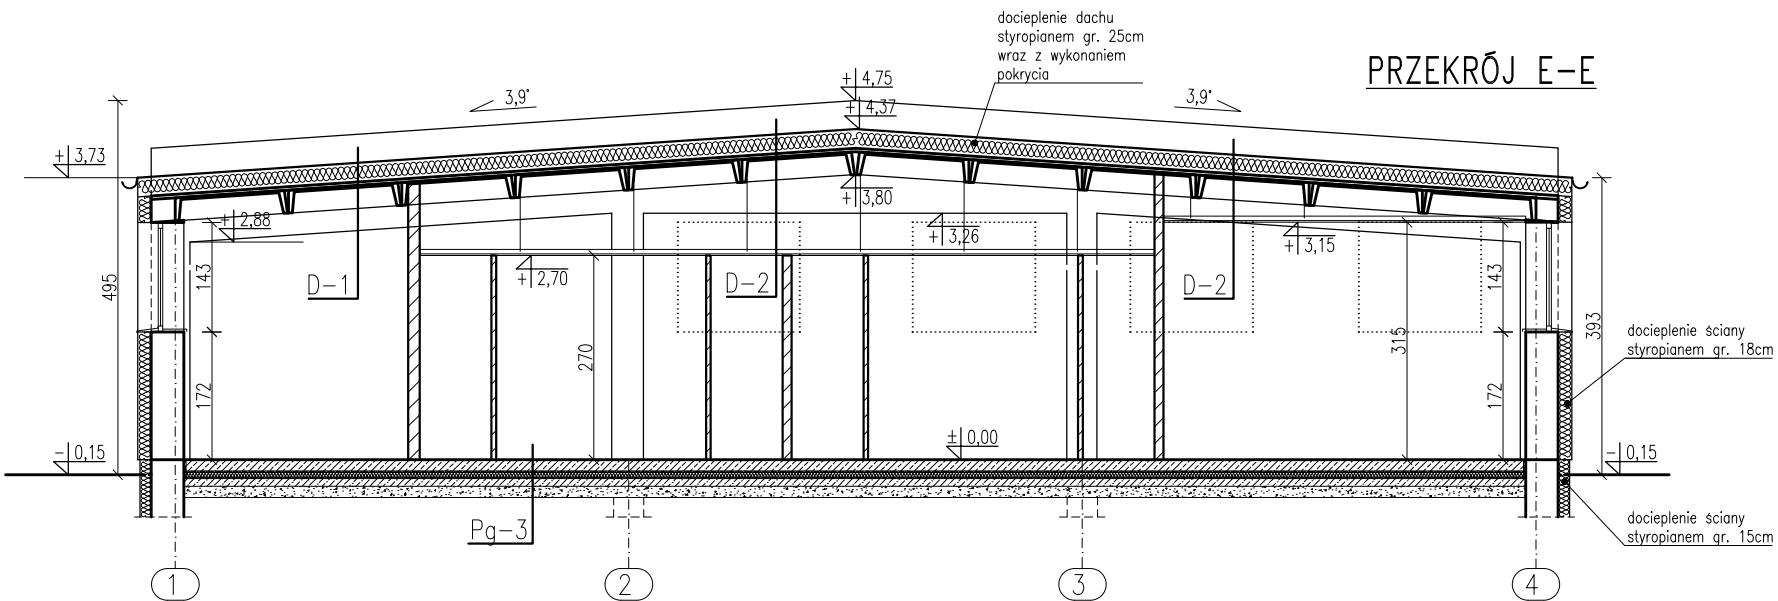 docieplenie dachu
styropianem gr. 25cm
wraz z wykonaniem
pokrycia
PRZEKRÓJ E-E
+ 4,75
+ 4,37
3,9°
3,9°
+ 3,73
+ 3,80
+ 2,88
+ 3,26
+ 3,15
+ 2,70
D-1
D-2
D-2
495
143
143
393
270
315
172
172
docieplenie ściany
styropianem gr. 18cm
± 0,00
- 0,15
- 0,15
Pg-3
docieplenie ściany
styropianem gr. 15cm
1
2
3
4